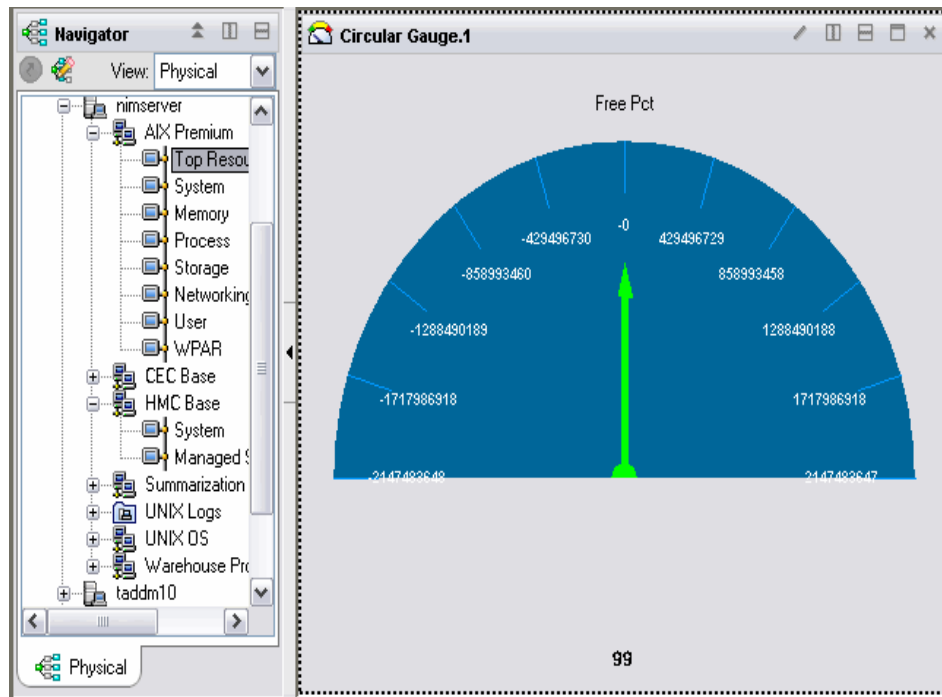 Navigator
View: Physical
nimserver
AIX Premium
Top Resou
System
Memory
Process
Storage
Networking
User
WPAR
CEC Base
HMC Base
System
Managed S
Summarization
UNIX Logs
UNIX OS
Warehouse Pro
taddm10
Physical
Circular Gauge.1
Free Pct
-0
-429496730
429496729
-858993460
858993458
-1288490189
1288490188
-1717986918
1717986918
-2147483648
2147483647
99